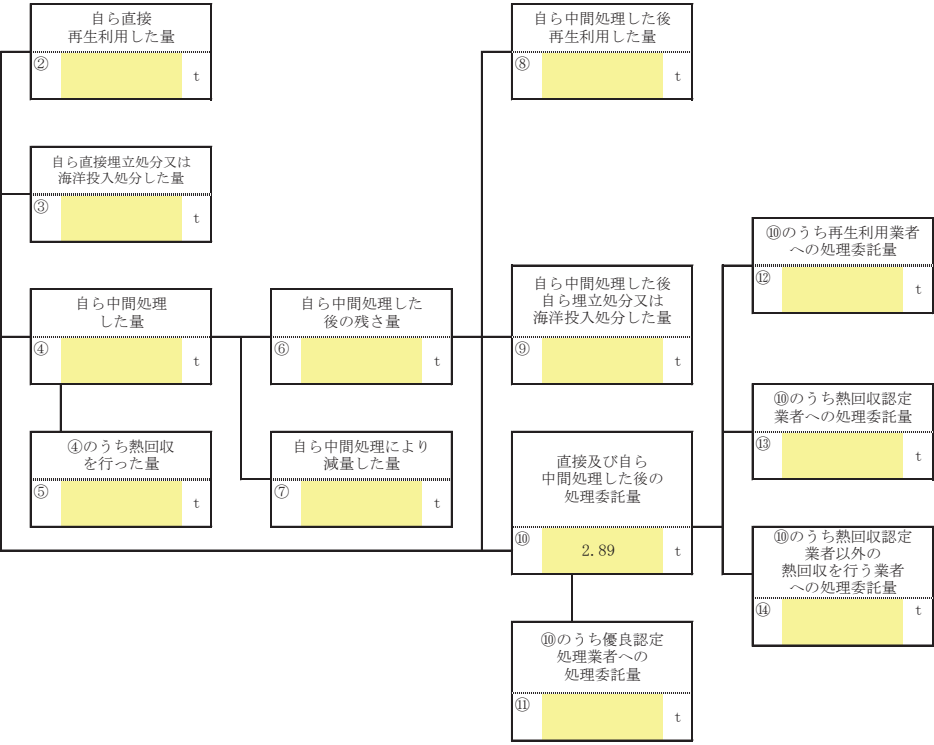 自ら直接
再生利用した量
②
t
自ら中間処理した後
再生利用した量
⑧
t
自ら直接埋立処分又は
海洋投入処分した量
③
t
⑩のうち再生利用業者
への処理委託量
⑫
t
自ら中間処理
した量
④
t
自ら中間処理した
後の残さ量
⑥
t
自ら中間処理した後
自ら埋立処分又は
海洋投入処分した量
⑨
t
⑩のうち熱回収認定
業者への処理委託量
⑬
t
④のうち熱回収
を行った量
⑤
t
自ら中間処理により
減量した量
⑦
t
直接及び自ら
中間処理した後の
処理委託量
⑩ 2.89 t
⑩のうち熱回収認定
業者以外の
熱回収を行う業者
への処理委託量
⑭
t
⑩のうち優良認定
処理業者への
処理委託量
⑪
t